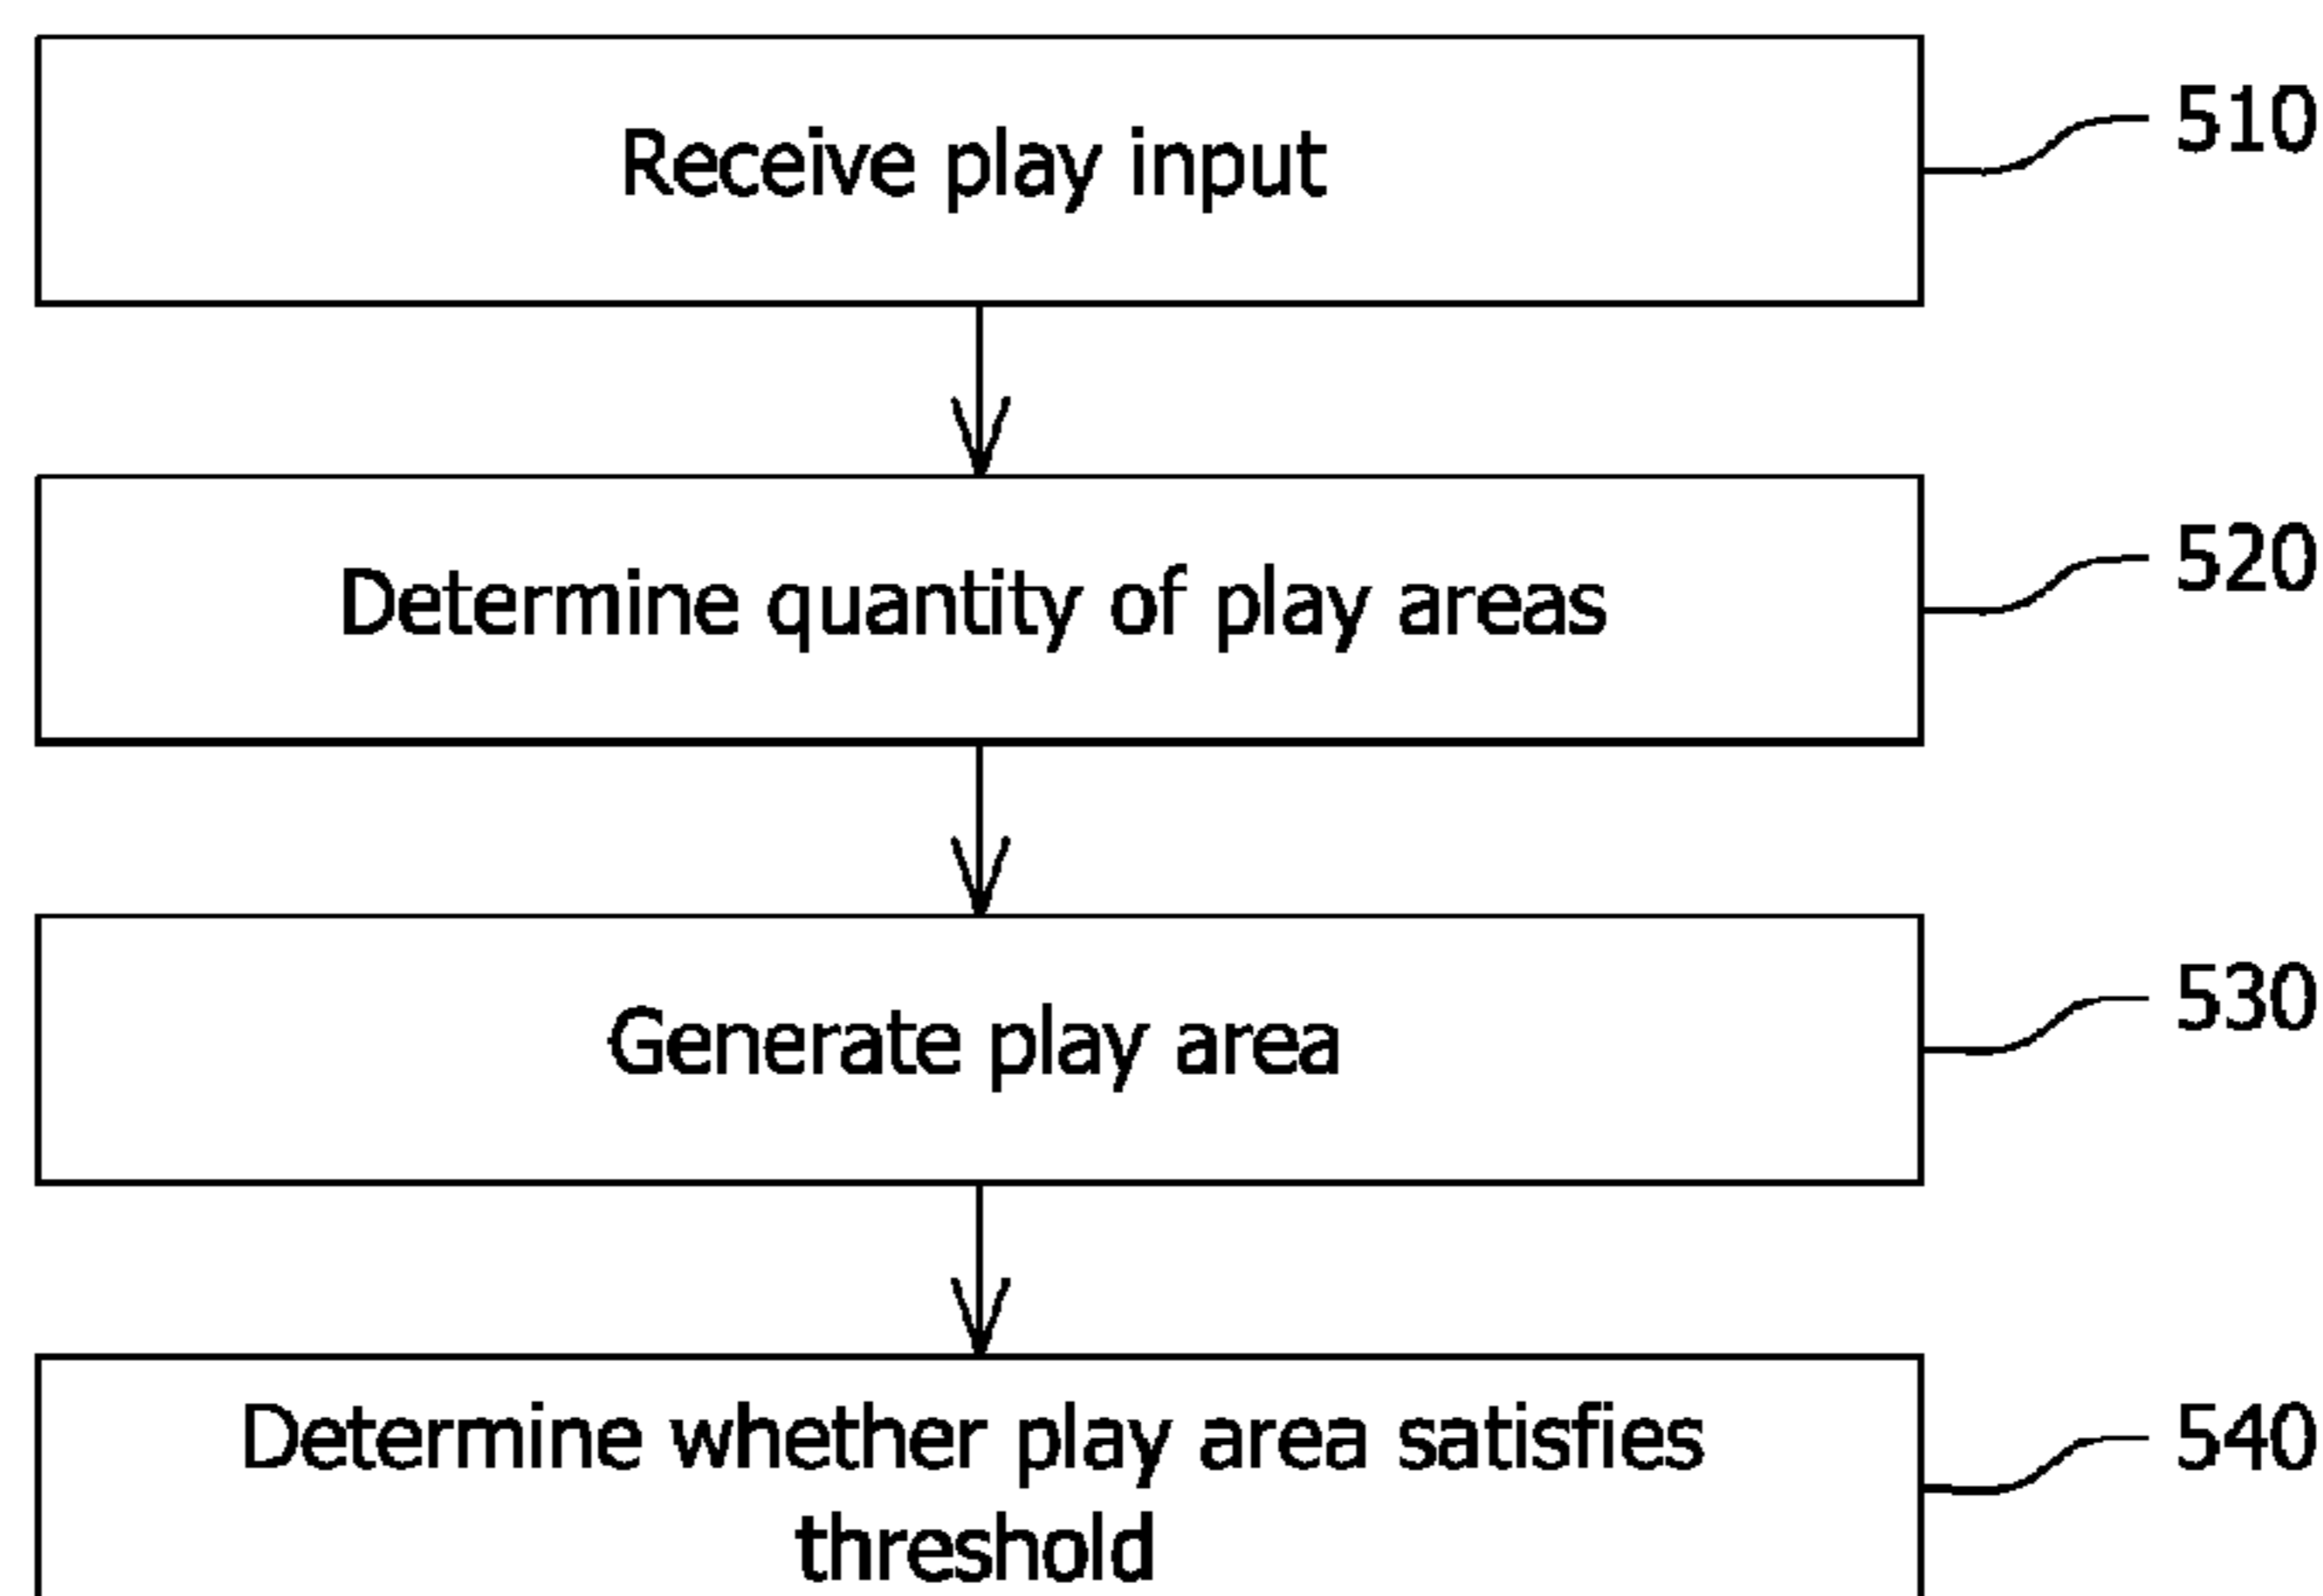 Receive play input
510
Determine quantity of play areas
520
Generate play area
530
Determine whether play area satisfies
threshold
540